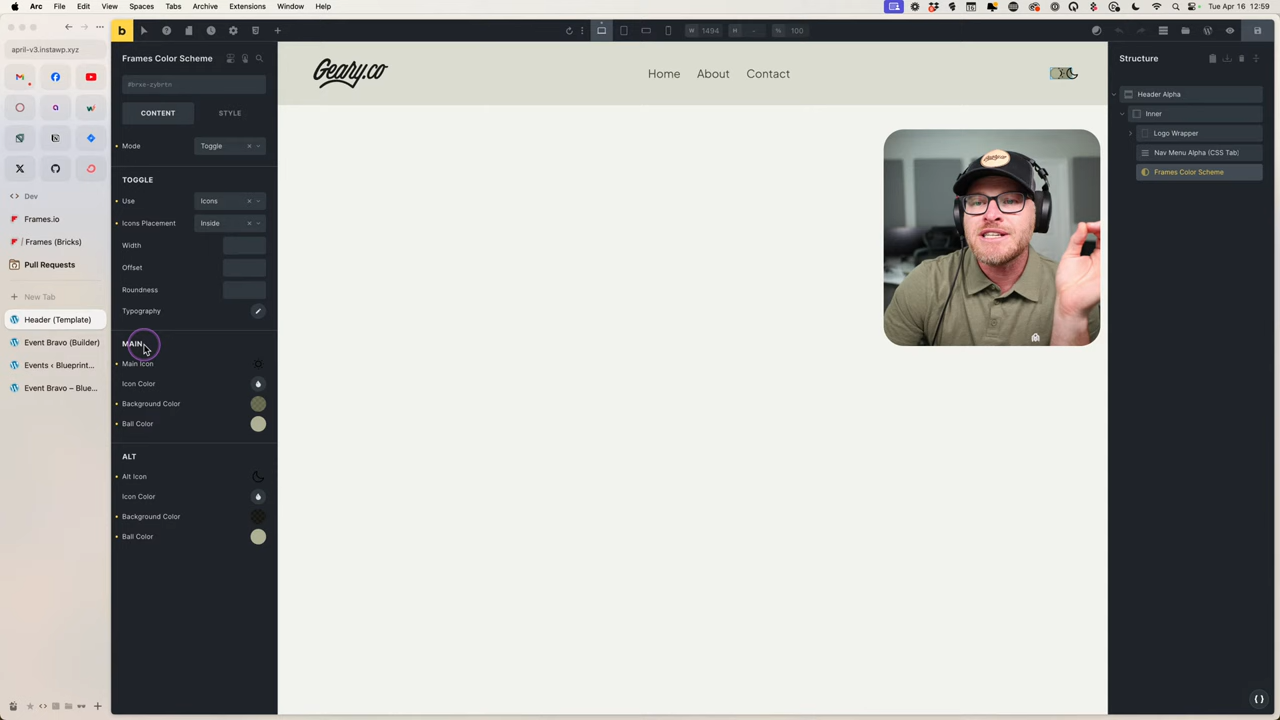 Arc File Edit View Spaces Tabs Archive Extensions Window Help
Tue Apr 16 12:59
april-v3.instawp.xyz
Dev
Frames.io
/ Frames (Bricks)
Pull Requests
New Tab
Header (Template)
Event Bravo (Builder)
Events ‹ Blueprint...
Event Bravo – Blue...
b
W 1494 H - % 100
Frames Color Scheme
#brxe-zybrtn
CONTENT STYLE
Mode Toggle
TOGGLE
Use Icons
Icons Placement Inside
Width
Offset
Roundness
Typography
MAIN
Main Icon
Icon Color
Background Color
Ball Color
ALT
Alt Icon
Icon Color
Background Color
Ball Color
Geary.co
Home About Contact
Structure
Header Alpha
Inner
Logo Wrapper
Nav Menu Alpha (CSS Tab)
Frames Color Scheme